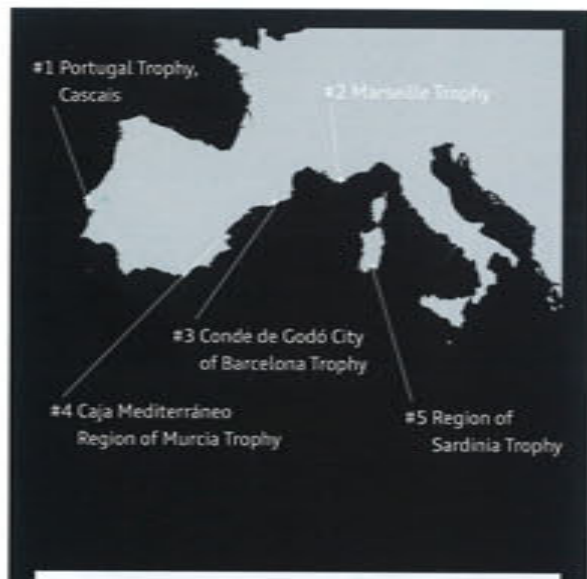 #1 Portugal Trophy,
Cascais
#2 Marseille Trophy
#3 Conde de Godó City
of Barcelona Trophy
#4 Caja Mediterráneo
Region of Murcia Trophy
#5 Region of
Sardinia Trophy